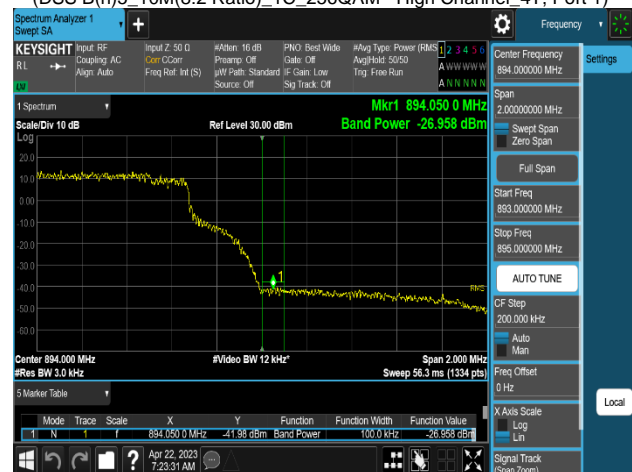 (DSS B(n)5_10M(8:2 Ratio)_1C_256QAM - High Channel_4T, Port 1)
Spectrum Analyzer 1
Swept SA
+
Frequency
KEYSIGHT
RL
Input: RF
Coupling: AC
Align: Auto
Input Z: 50 Ω
Corr CCorr
Freq Ref: Int (S)
#Atten: 16 dB
Preamp: Off
µW Path: Standard
Source: Off
PNO: Best Wide
Gate: Off
IF Gain: Low
Sig Track: Off
#Avg Type: Power (RMS
Avg|Hold: 50/50
Trig: Free Run
1 2 3 4 5 6
A W W W W W
A N N N N N
LXI
1 Spectrum
Scale/Div 10 dB
Log
Ref Level 30.00 dBm
Mkr1 894.050 0 MHz
Band Power -26.958 dBm
20.0
10.0
0.00
-10.0
-20.0
-30.0
-40.0
-50.0
-60.0
1
RMS
Center 894.000 MHz
#Res BW 3.0 kHz
#Video BW 12 kHz*
Span 2.000 MHz
Sweep 56.3 ms (1334 pts)
5 Marker Table
Mode Trace Scale X Y Function Function Width Function Value
1 N 1 f 894.050 0 MHz -41.98 dBm Band Power 100.0 kHz -26.958 dBm
?
Apr 22, 2023
7:23:31 AM
Center Frequency
894.000000 MHz
Span
2.00000000 MHz
Swept Span
Zero Span
Full Span
Start Freq
893.000000 MHz
Stop Freq
895.000000 MHz
AUTO TUNE
CF Step
200.000 kHz
Auto
Man
Freq Offset
0 Hz
X Axis Scale
Log
Lin
Signal Track
(Span Zoom)
Settings
Local